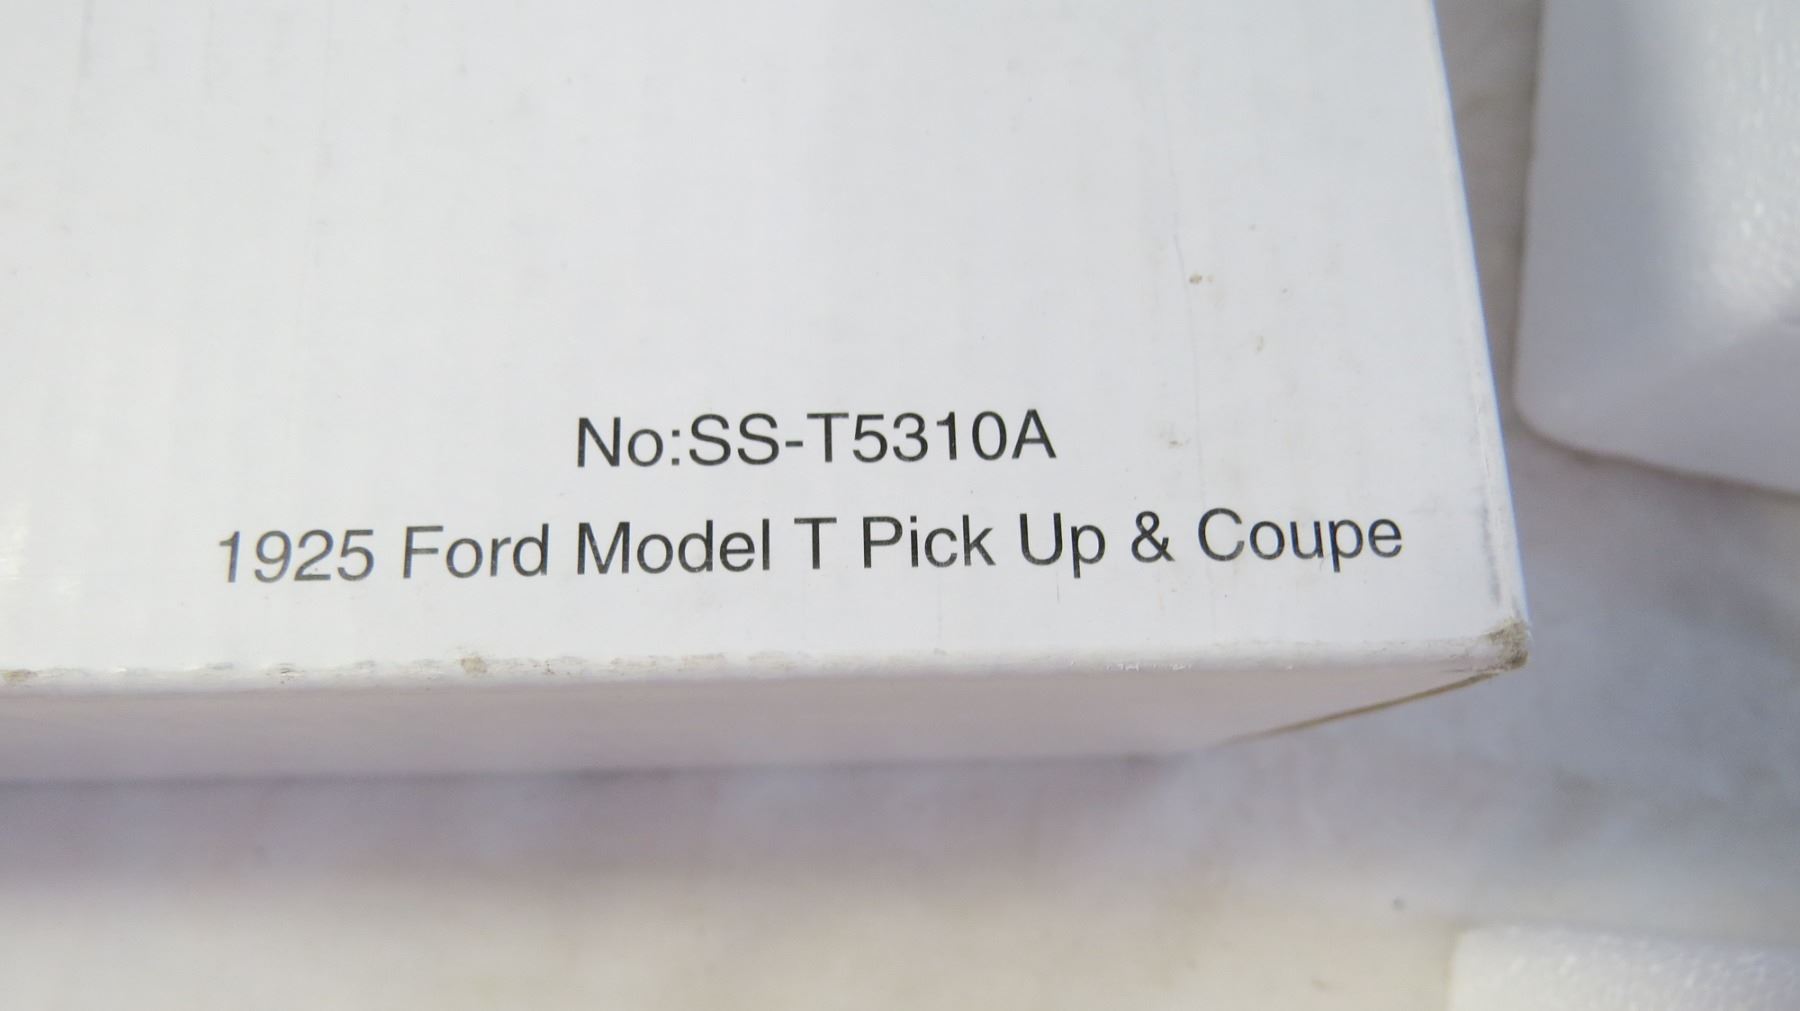 No:SS-T5310A
1925 Ford Model T Pick Up & Coupe